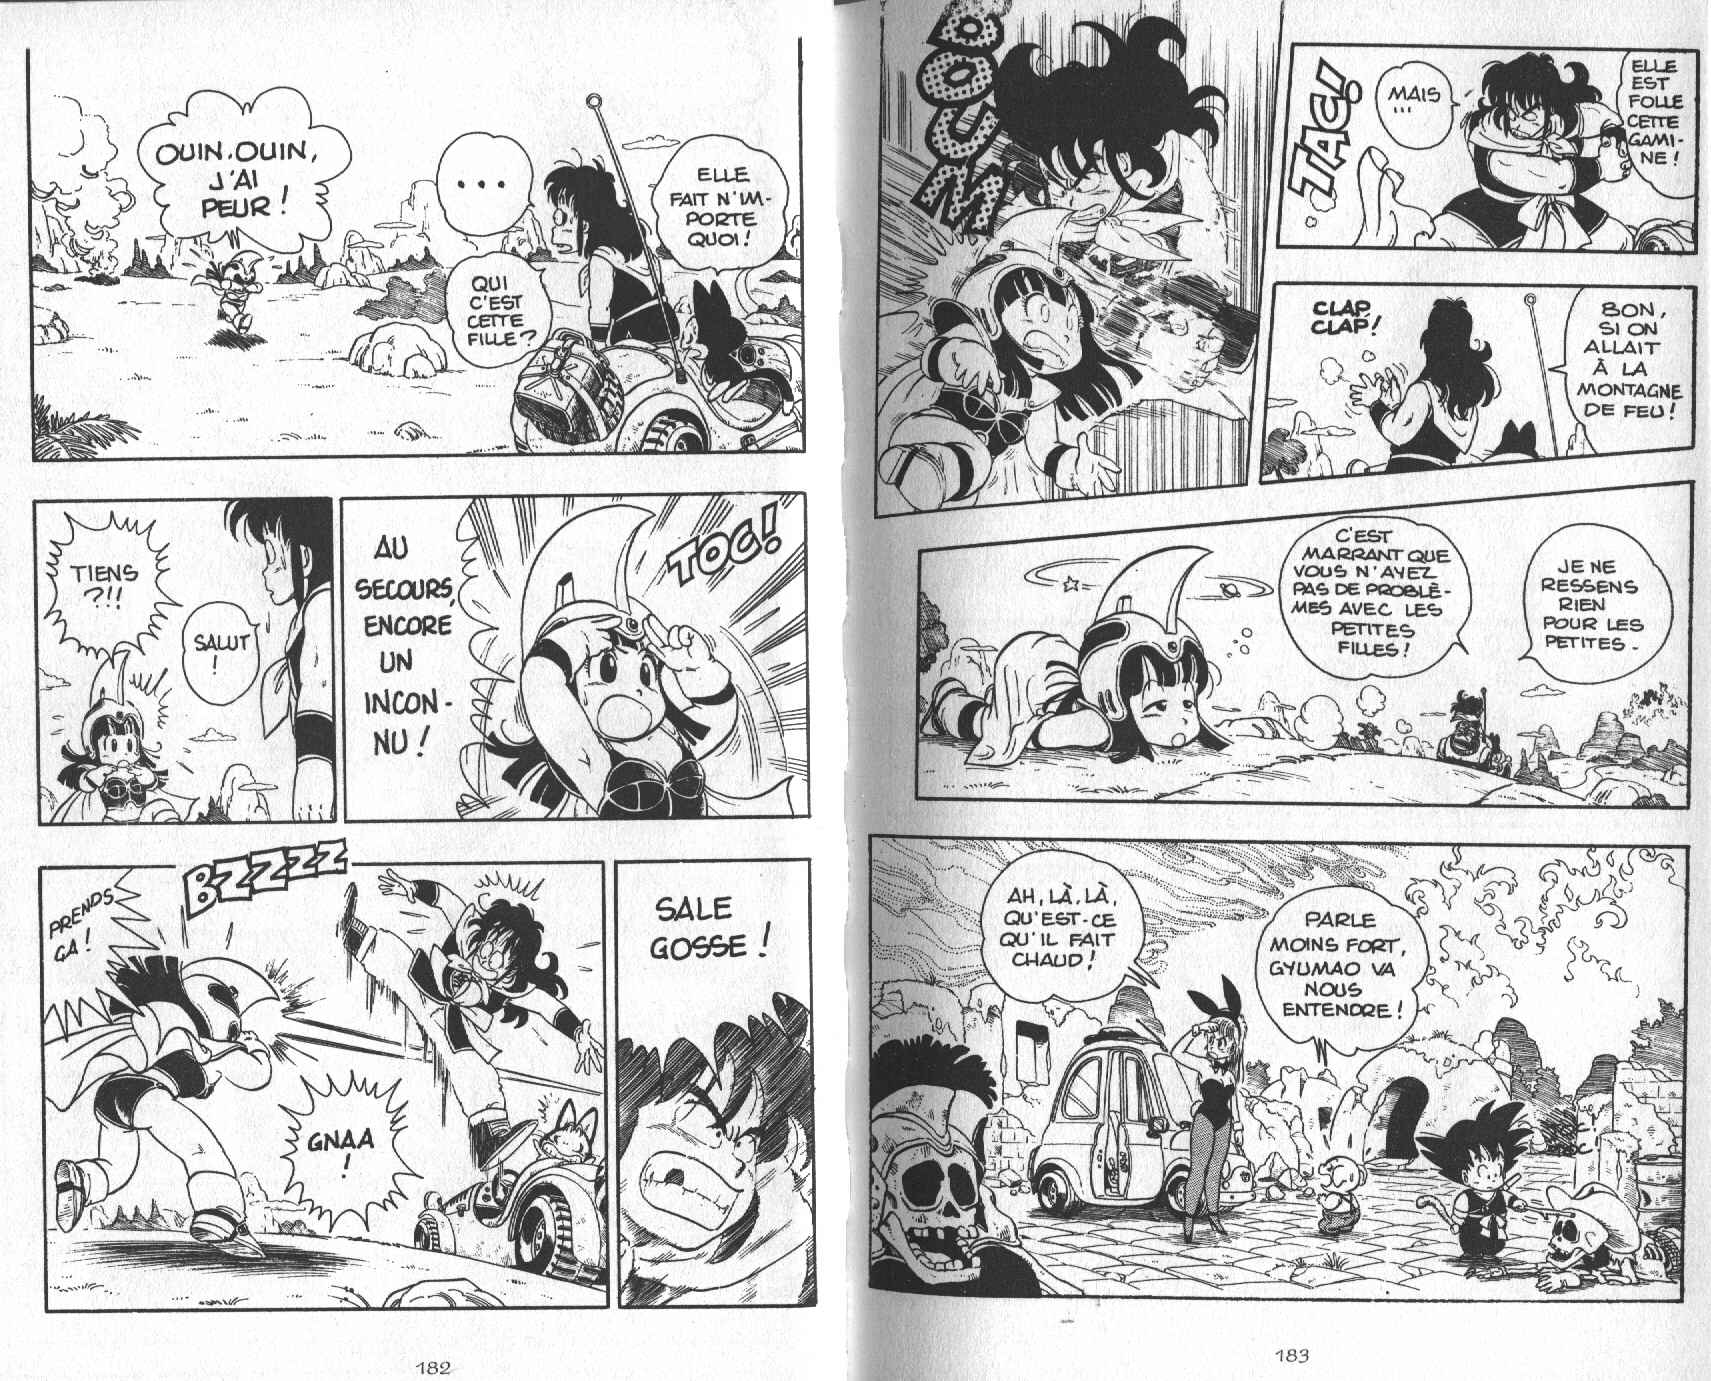 OUIN, OUIN,
J'AI
PEUR !
...
QUI
C'EST
CETTE
FILLE ?
ELLE
FAIT N'IM-
PORTE
QUOI !
TIENS
?!!
SALUT
!
AU
SECOURS,
ENCORE
UN
INCON-
NU !
TOC !
PRENDS
ÇA !
BZZZZ
GNAA
!
SALE
GOSSE !
182
BOUM
TAC !
MAIS
...
ELLE
EST
FOLLE
CETTE
GAMI-
NE !
CLAP
CLAP !
BON,
SI ON
ALLAIT
À LA
MONTAGNE
DE FEU !
C'EST
MARRANT QUE
VOUS N'AYEZ
PAS DE PROBLÈ-
MES AVEC LES
PETITES
FILLES !
JE NE
RESSENS
RIEN
POUR LES
PETITES.
AH, LÀ, LÀ,
QU'EST-CE
QU'IL FAIT
CHAUD !
PARLE
MOINS FORT,
GYUMAO VA
NOUS
ENTENDRE !
183